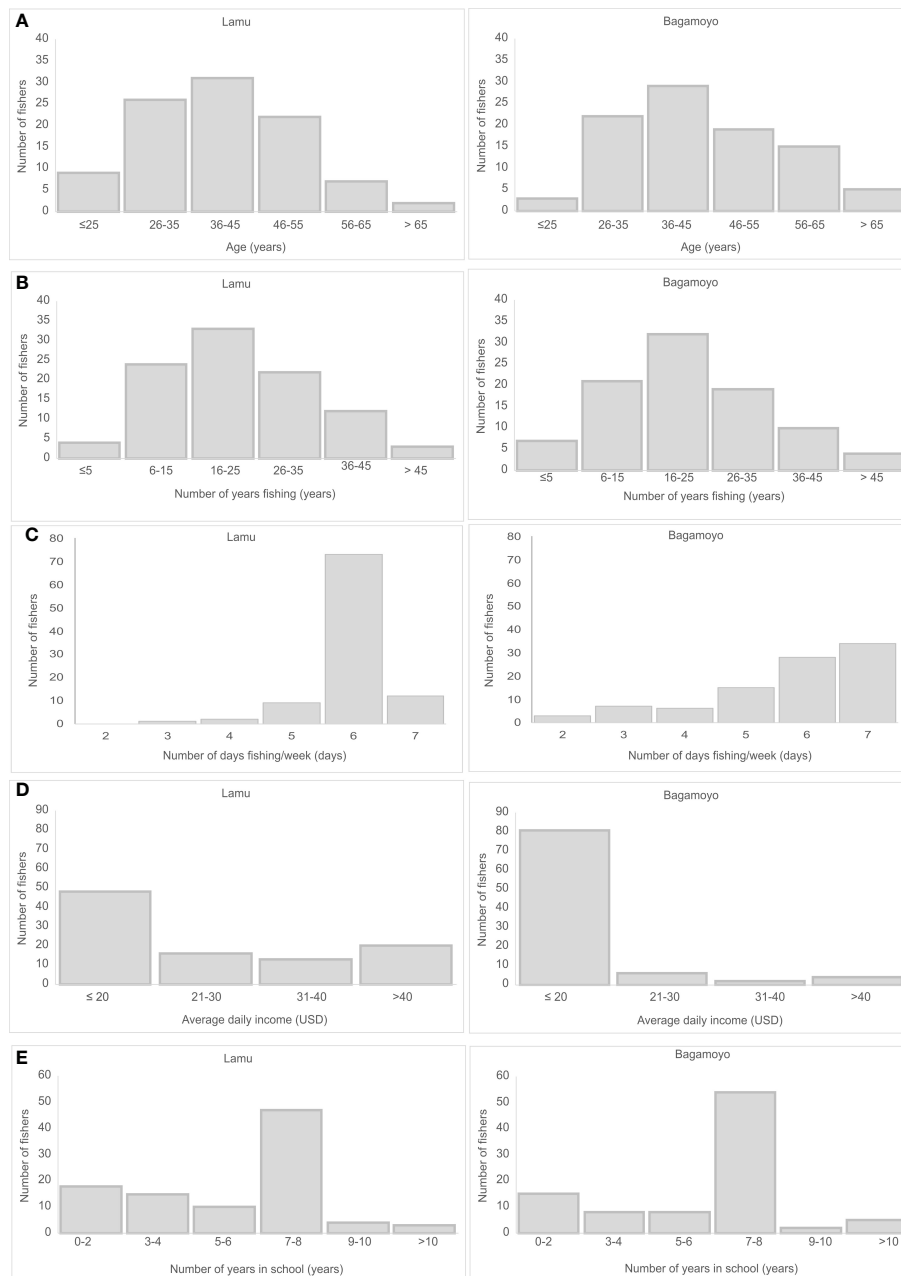 A
Lamu
Number of fishers
40
35
30
25
20
15
10
5
0
≤25 26-35 36-45 46-55 56-65 > 65
Age (years)
Bagamoyo
Number of fishers
40
35
30
25
20
15
10
5
0
≤25 26-35 36-45 46-55 56-65 > 65
Age (years)
B
Lamu
Number of fishers
40
35
30
25
20
15
10
5
0
≤5 6-15 16-25 26-35 36-45 > 45
Number of years fishing (years)
Bagamoyo
Number of fishers
40
35
30
25
20
15
10
5
0
≤5 6-15 16-25 26-35 36-45 > 45
Number of years fishing (years)
C
Lamu
Number of fishers
80
70
60
50
40
30
20
10
0
2 3 4 5 6 7
Number of days fishing/week (days)
Bagamoyo
Number of fishers
80
70
60
50
40
30
20
10
0
2 3 4 5 6 7
Number of days fishing/week (days)
D
Lamu
Number of fishers
90
80
70
60
50
40
30
20
10
0
≤ 20 21-30 31-40 >40
Average daily income (USD)
Bagamoyo
Number of fishers
90
80
70
60
50
40
30
20
10
0
≤ 20 21-30 31-40 >40
Average daily income (USD)
E
Lamu
Number of fishers
60
50
40
30
20
10
0
0-2 3-4 5-6 7-8 9-10 >10
Number of years in school (years)
Bagamoyo
Number of fishers
60
50
40
30
20
10
0
0-2 3-4 5-6 7-8 9-10 >10
Number of years in school (years)